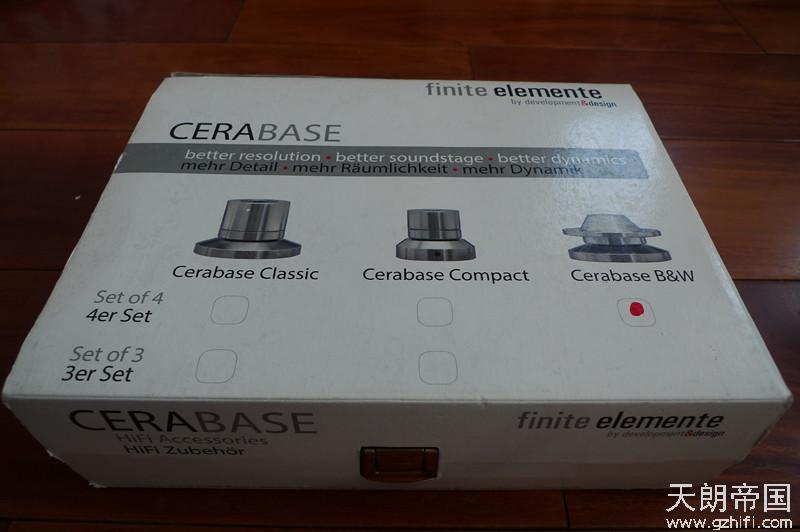 finite elemente
by development&design
CERABASE
better resolution • better soundstage • better dynamics
mehr Detail • mehr Räumlichkeit • mehr Dynamik
Cerabase Classic Cerabase Compact Cerabase B&W
Set of 4
4er Set
Set of 3
3er Set
CERABASE
HiFi Accessories
HiFi Zubehör
finite elemente
by development&design
天朗帝国
www.gzhifi.com